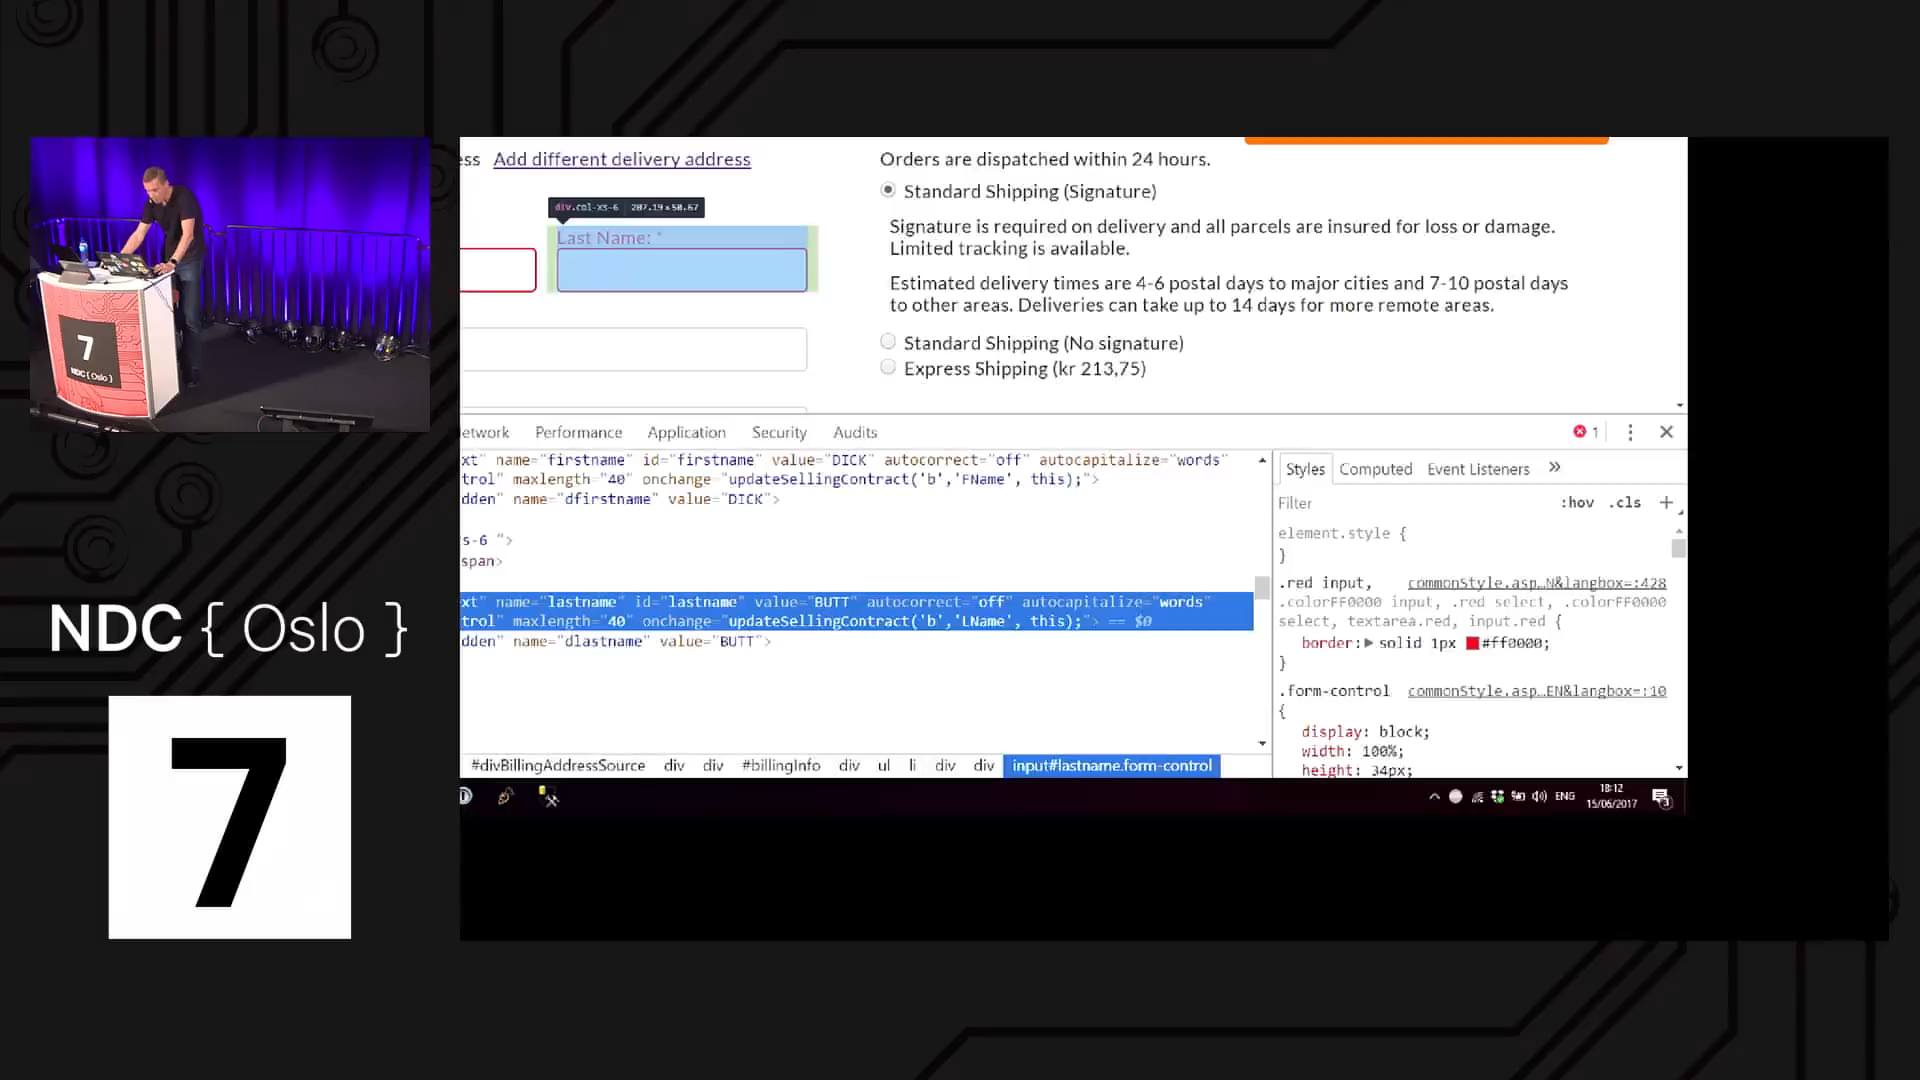 7
NDC { Oslo }
NDC { Oslo }
7
ess Add different delivery address
div.col-xs-6 207.19×50.67
Last Name: *
Orders are dispatched within 24 hours.
Standard Shipping (Signature)
Signature is required on delivery and all parcels are insured for loss or damage.
Limited tracking is available.
Estimated delivery times are 4-6 postal days to major cities and 7-10 postal days
to other areas. Deliveries can take up to 14 days for more remote areas.
Standard Shipping (No signature)
Express Shipping (kr 213,75)
etwork Performance Application Security Audits
1
xt" name="firstname" id="firstname" value="DICK" autocorrect="off" autocapitalize="words"
trol" maxlength="40" onchange="updateSellingContract('b','FName', this);">
dden" name="dfirstname" value="DICK">
s-6 ">
span>
xt" name="lastname" id="lastname" value="BUTT" autocorrect="off" autocapitalize="words"
trol" maxlength="40" onchange="updateSellingContract('b','LName', this);"> == $0
dden" name="dlastname" value="BUTT">
#divBillingAddressSource div div #billingInfo div ul li div div input#lastname.form-control
Styles Computed Event Listeners »
Filter :hov .cls +
element.style {
}
.red input, commonStyle.asp…N&langbox=:428
.colorFF0000 input, .red select, .colorFF0000
select, textarea.red, input.red {
border: solid 1px #ff0000;
}
.form-control commonStyle.asp…EN&langbox=:10
{
display: block;
width: 100%;
height: 34px;
ENG
18:12
15/06/2017
3